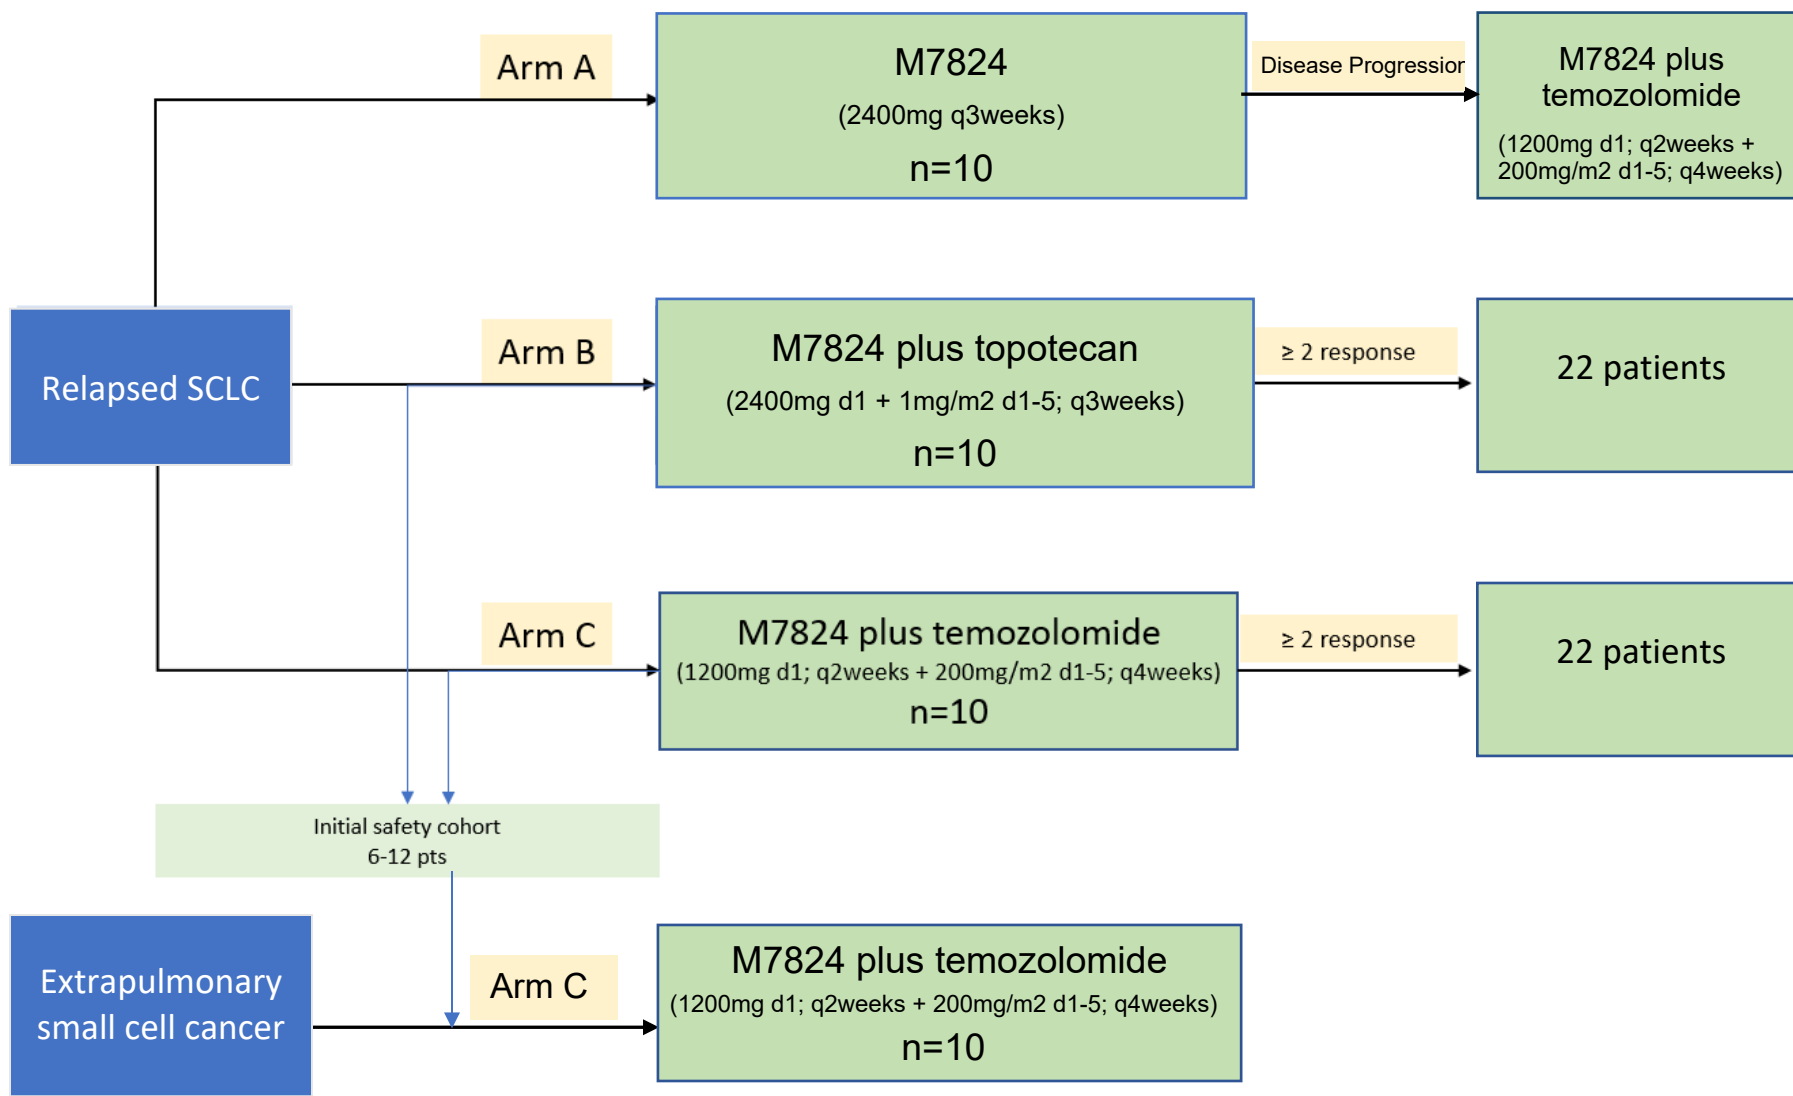 Arm A
M7824
(2400mg q3weeks)
n=10
Disease Progression
M7824 plus
temozolomide
(1200mg d1; q2weeks +
200mg/m2 d1-5; q4weeks)
Relapsed SCLC
Arm B
M7824 plus topotecan
(2400mg d1 + 1mg/m2 d1-5; q3weeks)
n=10
≥ 2 response
22 patients
Arm C
M7824 plus temozolomide
(1200mg d1; q2weeks + 200mg/m2 d1-5; q4weeks)
n=10
≥ 2 response
22 patients
Initial safety cohort
6-12 pts
Extrapulmonary
small cell cancer
Arm C
M7824 plus temozolomide
(1200mg d1; q2weeks + 200mg/m2 d1-5; q4weeks)
n=10